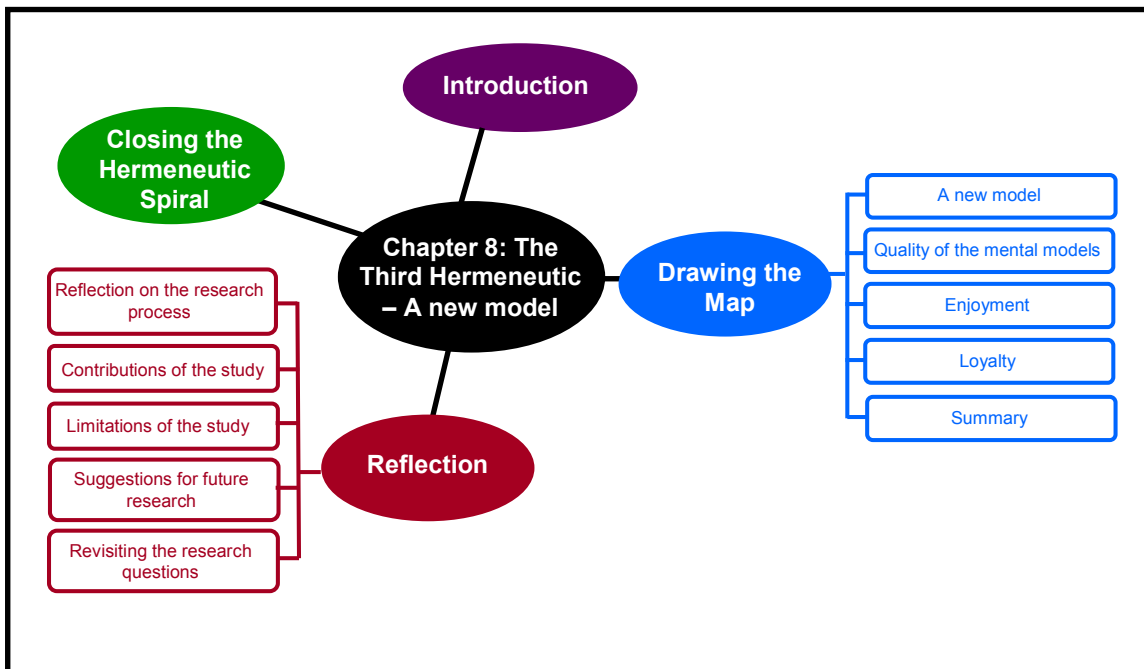 Introduction
Closing the
Hermeneutic
Spiral
Chapter 8: The
Third Hermeneutic
– A new model
Drawing the
Map
A new model
Quality of the mental models
Enjoyment
Loyalty
Summary
Reflection
Reflection on the research
process
Contributions of the study
Limitations of the study
Suggestions for future
research
Revisiting the research
questions